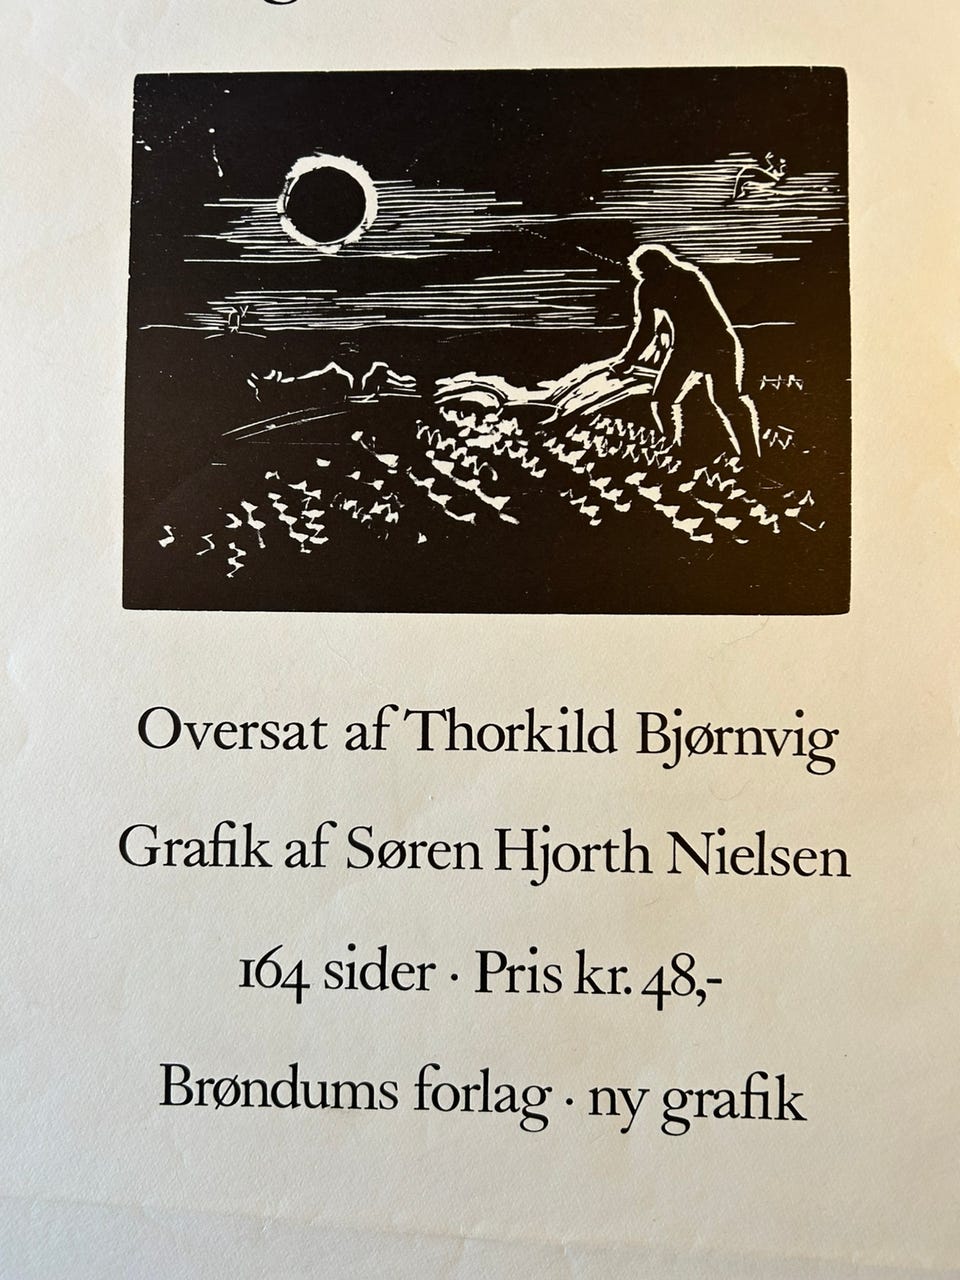 Oversat af Thorkild Bjørnvig
Grafik af Søren Hjorth Nielsen
164 sider · Pris kr. 48,-
Brøndums forlag · ny grafik